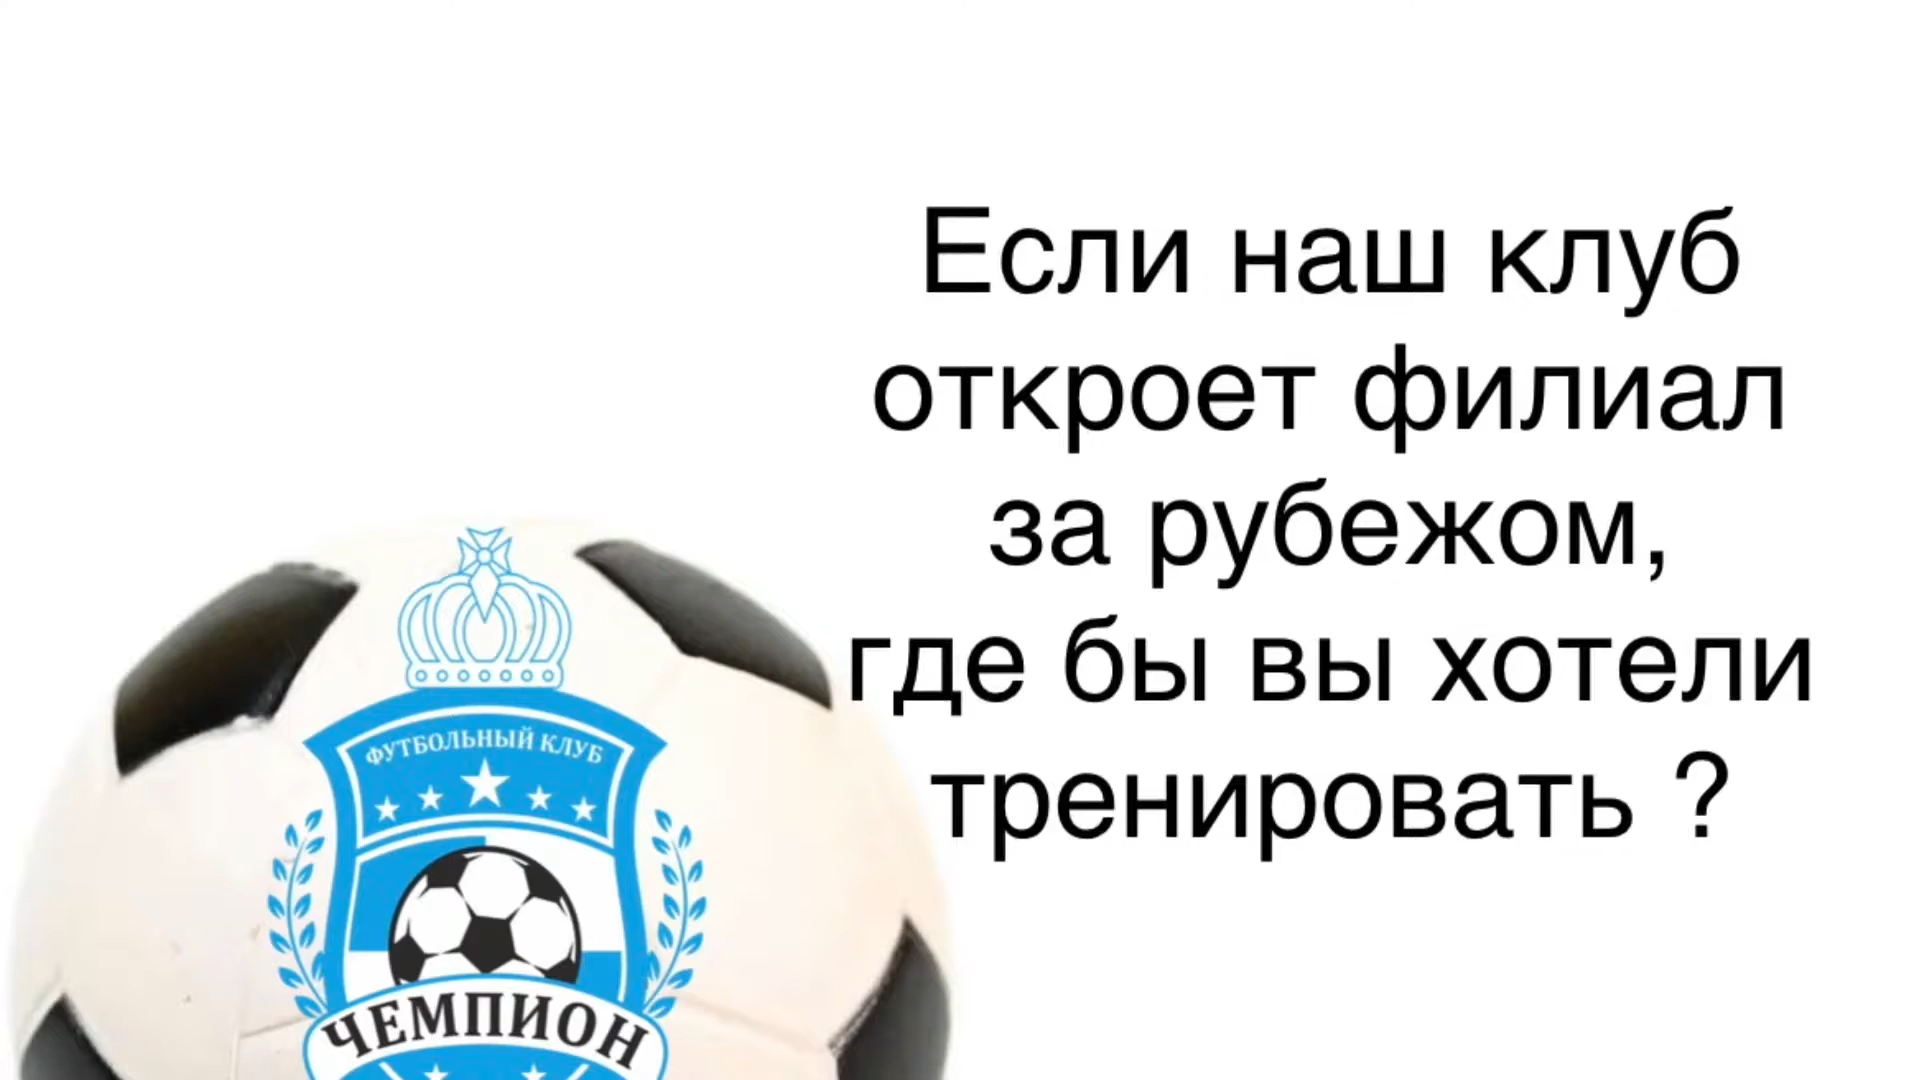 Если наш клуб
откроет филиал
за рубежом,
где бы вы хотели
тренировать ?
ФУТБОЛЬНЫЙ КЛУБ
ЧЕМПИОН